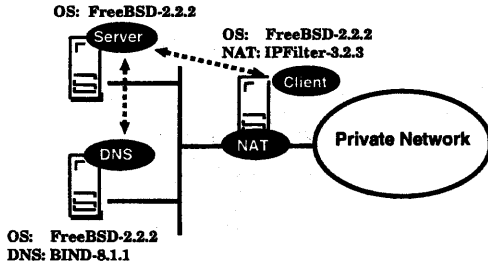 OS: FreeBSD-2.2.2
Server
OS: FreeBSD-2.2.2
NAT: IPFilter-3.2.3
Client
DNS
NAT
Private Network
OS: FreeBSD-2.2.2
DNS: BIND-8.1.1